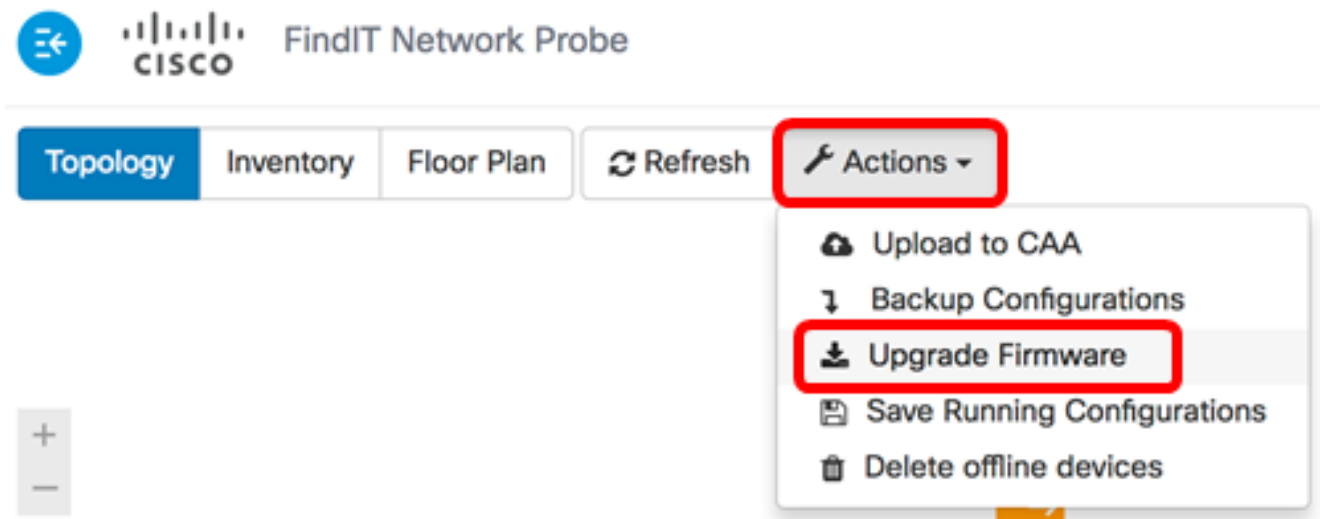 CISCO FindIT Network Probe
Topology Inventory Floor Plan Refresh Actions
Upload to CAA
Backup Configurations
Upgrade Firmware
Save Running Configurations
Delete offline devices